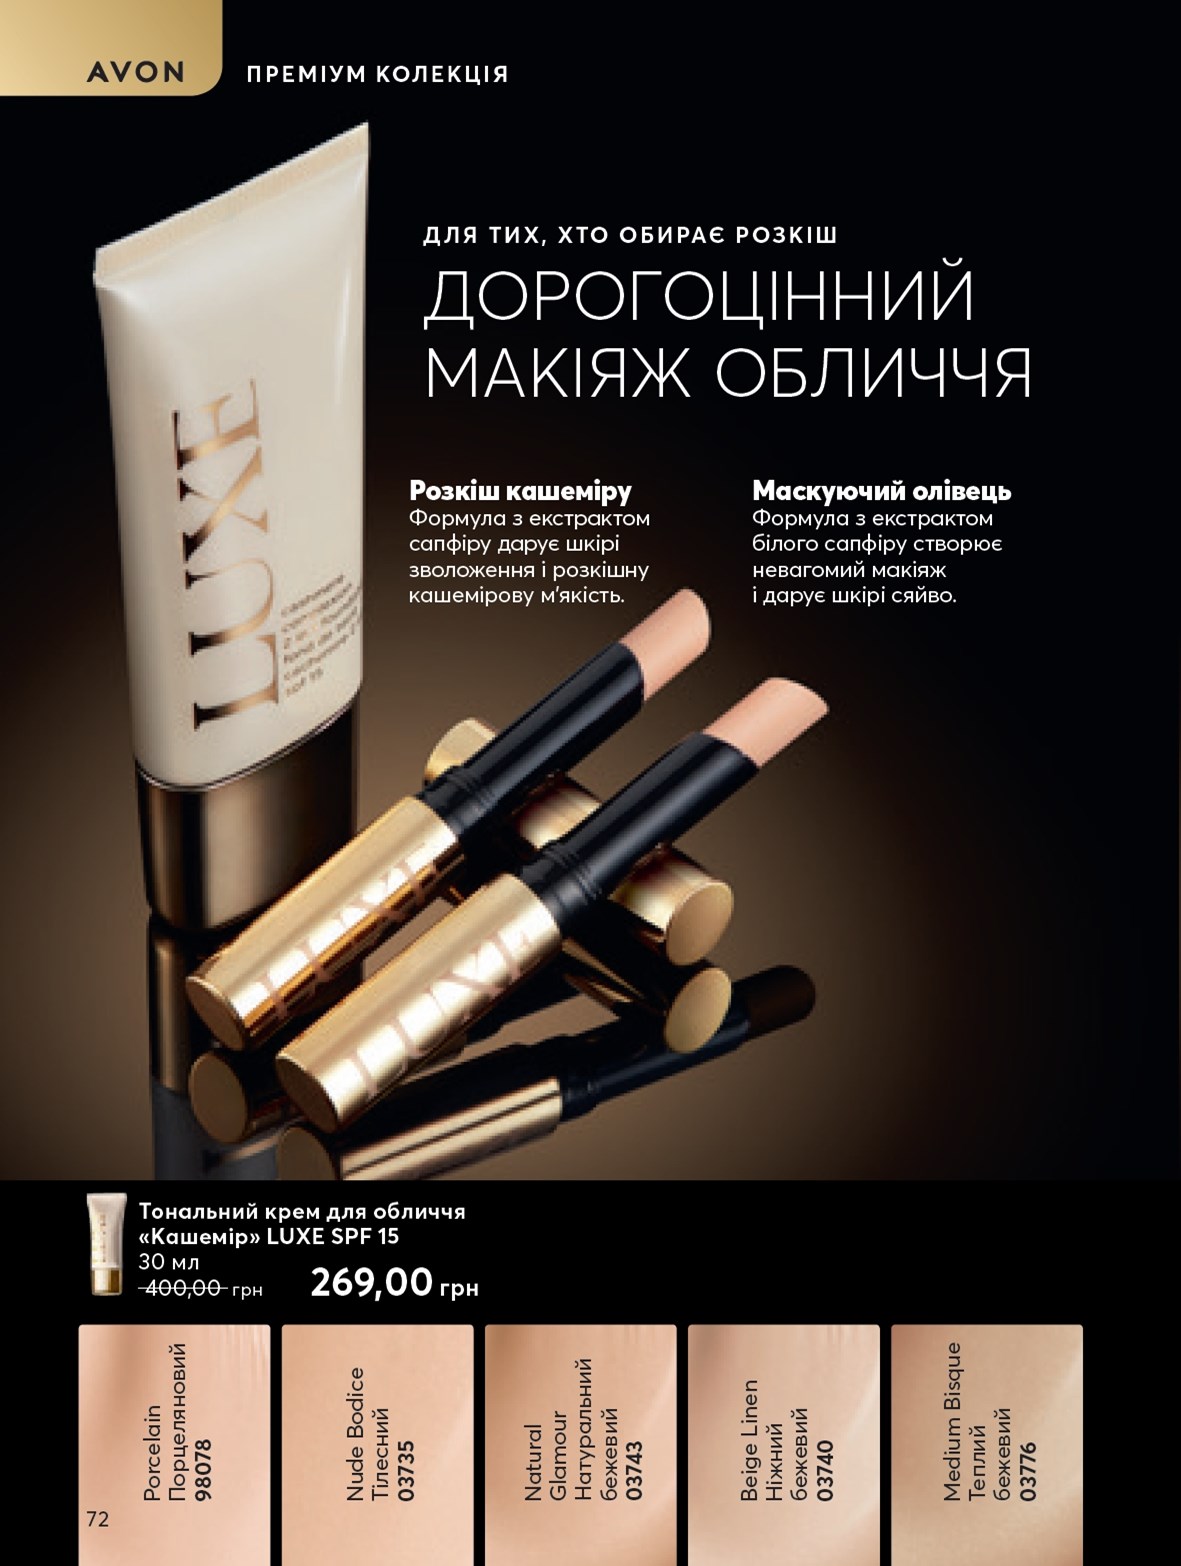 AVON
ПРЕМІУМ КОЛЕКЦІЯ
ДЛЯ ТИХ, ХТО ОБИРАЄ РОЗКІШ
ДОРОГОЦІННИЙ
МАКІЯЖ ОБЛИЧЧЯ
Розкіш кашеміру
Формула з екстрактом
сапфіру дарує шкірі
зволоження і розкішну
кашемірову м'якість.
Маскуючий олівець
Формула з екстрактом
білого сапфіру створює
невагомий макіяж
і дарує шкірі сяйво.
LUXE
SPF 15
LUXE
LUXE
Тональний крем для обличчя
«Кашемір» LUXE SPF 15
30 мл
400,00 грн
269,00 грн
Porcelain
Порцеляновий
98078
Nude Bodice
Тілесний
03735
Natural
Glamour
Натуральний
бежевий
03743
Beige Linen
Ніжний
бежевий
03740
Medium Bisque
Теплий
бежевий
03776
72